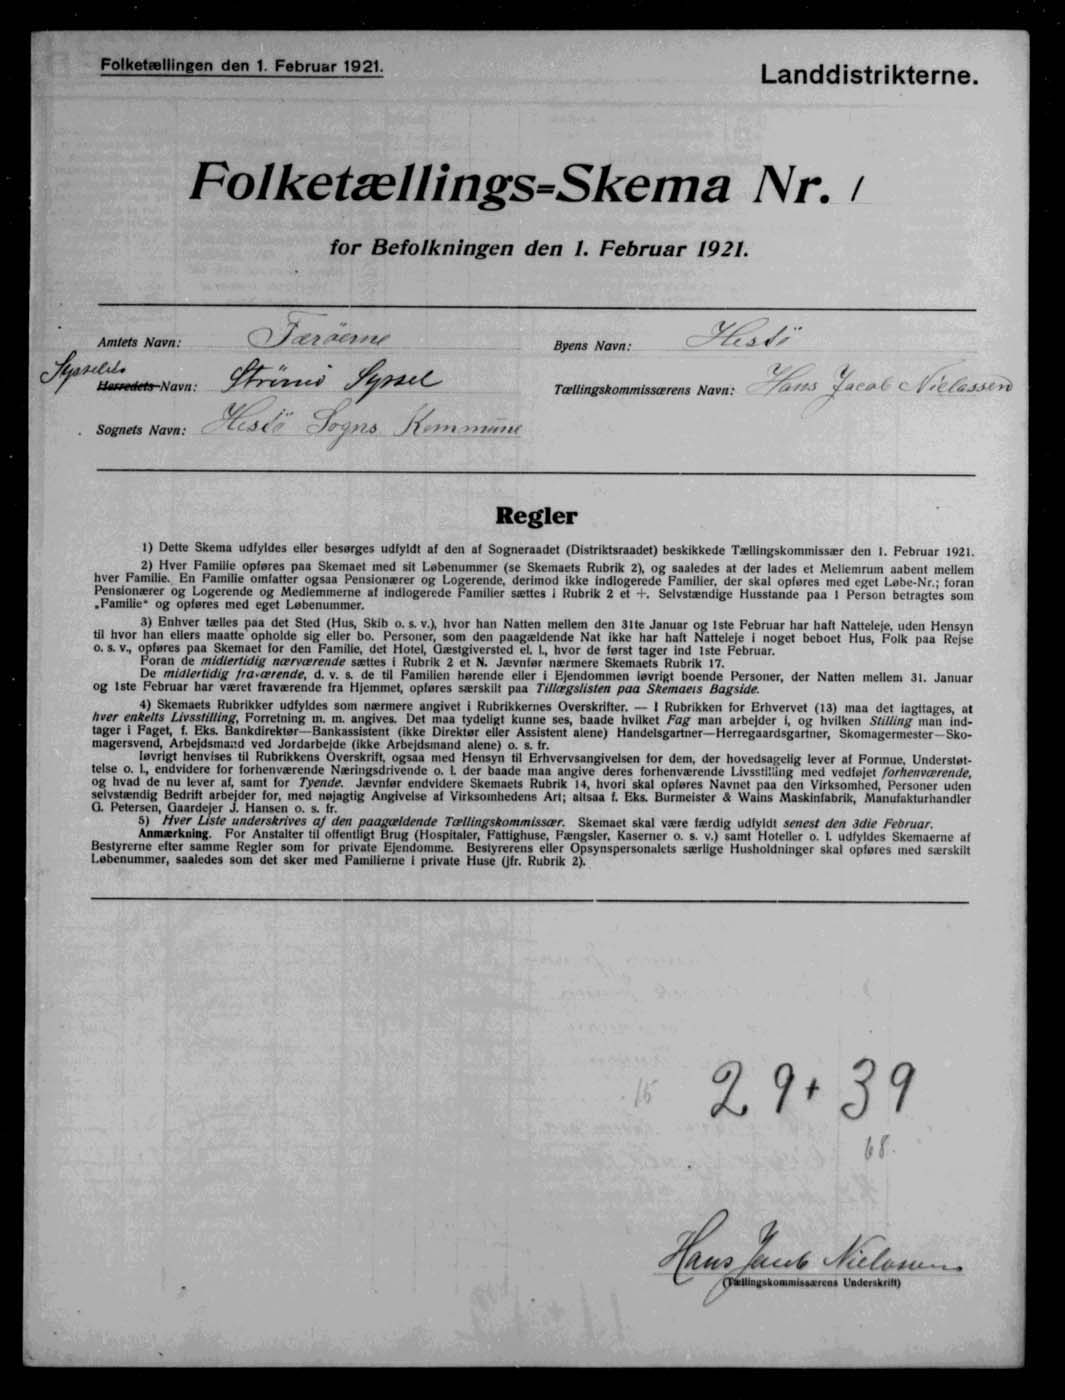 Folketællingen den 1. Februar 1921.
Landdistrikterne.
Folketællings=Skema Nr. 1
for Befolkningen den 1. Februar 1921.
Amtets Navn: Færöerne
Byens Navn: Hestö
Sysselets
Herredets Navn: Strömö Syssel
Tællingskommissærens Navn: Hans Jacob Niclassen
Sognets Navn: Hestö Sogns Kommune
Regler
1) Dette Skema udfyldes eller besørges udfyldt af den af Sogneraadet (Distriktsraadet) beskikkede Tællingskommissær den 1. Februar 1921.
2) Hver Familie opføres paa Skemaet med sit Løbenummer (se Skemaets Rubrik 2), og saaledes at der lades et Mellemrum aabent mellem
hver Familie. En Familie omfatter ogsaa Pensionærer og Logerende, derimod ikke indlogerede Familier, der skal opføres med eget Løbe-Nr.; foran
Pensionærer og Logerende og Medlemmerne af indlogerede Familier sættes i Rubrik 2 et +. Selvstændige Husstande paa 1 Person betragtes som
„Familie“ og opføres med eget Løbenummer.
3) Enhver tælles paa det Sted (Hus, Skib o. s. v.), hvor han Natten mellem den 31te Januar og 1ste Februar har haft Natteleje, uden Hensyn
til hvor han ellers maatte opholde sig eller bo. Personer, som den paagældende Nat ikke har haft Natteleje i noget beboet Hus, Folk paa Rejse
o. s. v., opføres paa Skemaet for den Familie, det Hotel, Gæstgiversted el. l., hvor de først tager ind 1ste Februar.
Foran de midlertidig nærværende sættes i Rubrik 2 et N. Jævnfør nærmere Skemaets Rubrik 17.
De midlertidig fraværende, d. v. s. de til Familien hørende eller i Ejendommen iøvrigt boende Personer, der Natten mellem 31. Januar
og 1ste Februar har været fraværende fra Hjemmet, opføres særskilt paa Tillægslisten paa Skemaets Bagside.
4) Skemaets Rubrikker udfyldes som nærmere angivet i Rubrikkernes Overskrifter. — I Rubrikken for Erhvervet (13) maa det iagttages, at
hver enkelts Livsstilling, Forretning m. m. angives. Det maa tydeligt kunne ses, baade hvilket Fag man arbejder i, og hvilken Stilling man ind-
tager i Faget, f. Eks. Bankdirektør—Bankassistent (ikke Direktør eller Assistent alene) Handelsgartner—Herregaardsgartner, Skomagermester—Sko-
magersvend, Arbejdsmand ved Jordarbejde (ikke Arbejdsmand alene) o. s. fr.
Iøvrigt henvises til Rubrikkens Overskrift, ogsaa med Hensyn til Erhvervsangivelsen for dem, der hovedsagelig lever af Formue, Understøt-
telse o. l., endvidere for forhenværende Næringsdrivende o. l. der baade maa angive deres forhenværende Livsstilling med vedføjet forhenværende,
og hvad de nu lever af, samt for Tyende. Jævnfør endvidere Skemaets Rubrik 14, hvori skal opføres Navnet paa den Virksomhed, Personer uden
selvstændig Bedrift arbejder for, med nøjagtig Angivelse af Virksomhedens Art; altsaa f. Eks. Burmeister & Wains Maskinfabrik, Manufakturhandler
G. Petersen, Gaardejer J. Hansen o. s. fr.
5) Hver Liste underskrives af den paagældende Tællingskommissær. Skemaet skal være færdig udfyldt senest den 3die Februar.
Anmærkning. For Anstalter til offentligt Brug (Hospitaler, Fattighuse, Fængsler, Kaserner o. s. v.) samt Hoteller o. l. udfyldes Skemaerne af
Bestyrerne efter samme Regler som for private Ejendomme. Bestyrerens eller Opsynspersonalets særlige Husholdninger skal opføres med særskilt
Løbenummer, saaledes som det sker med Familierne i private Huse (jfr. Rubrik 2).
29 + 39
15
68.
Hans Jacob Niclassen
(Tællingskommissærens Underskrift)